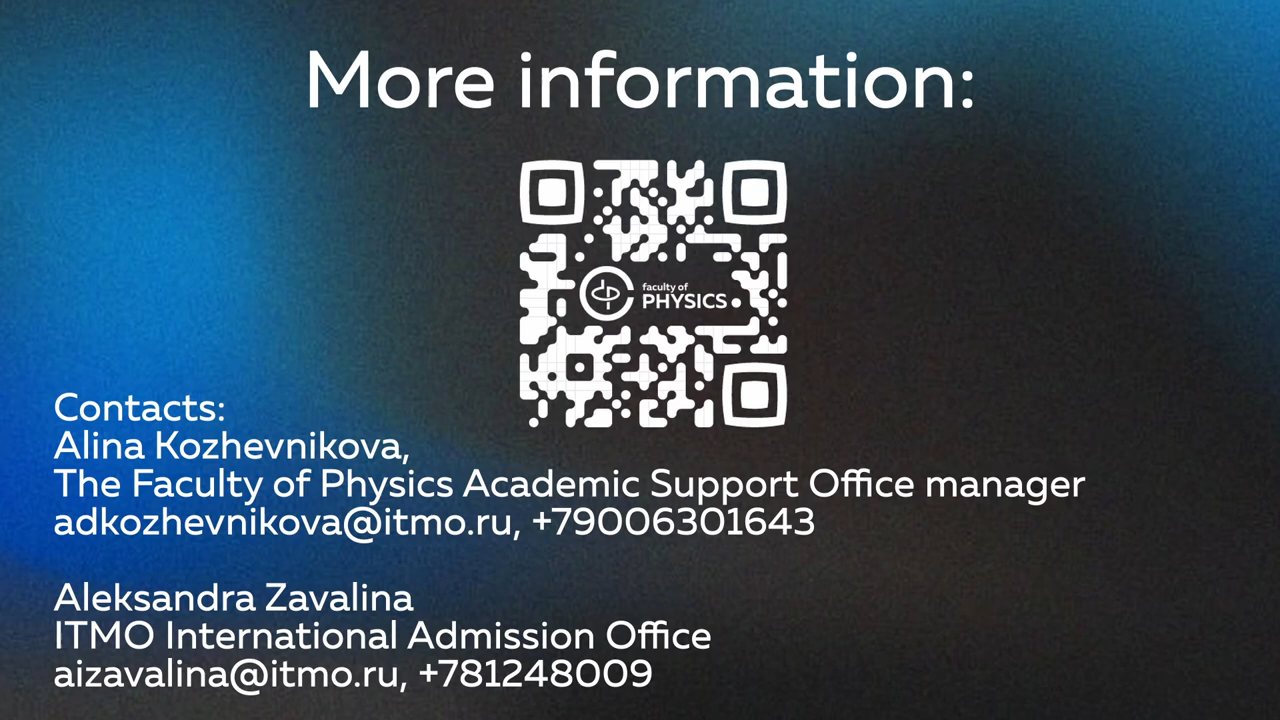 More information:
faculty of
PHYSICS
Contacts:
Alina Kozhevnikova,
The Faculty of Physics Academic Support Office manager
adkozhevnikova@itmo.ru, +79006301643
Aleksandra Zavalina
ITMO International Admission Office
aizavalina@itmo.ru, +781248009